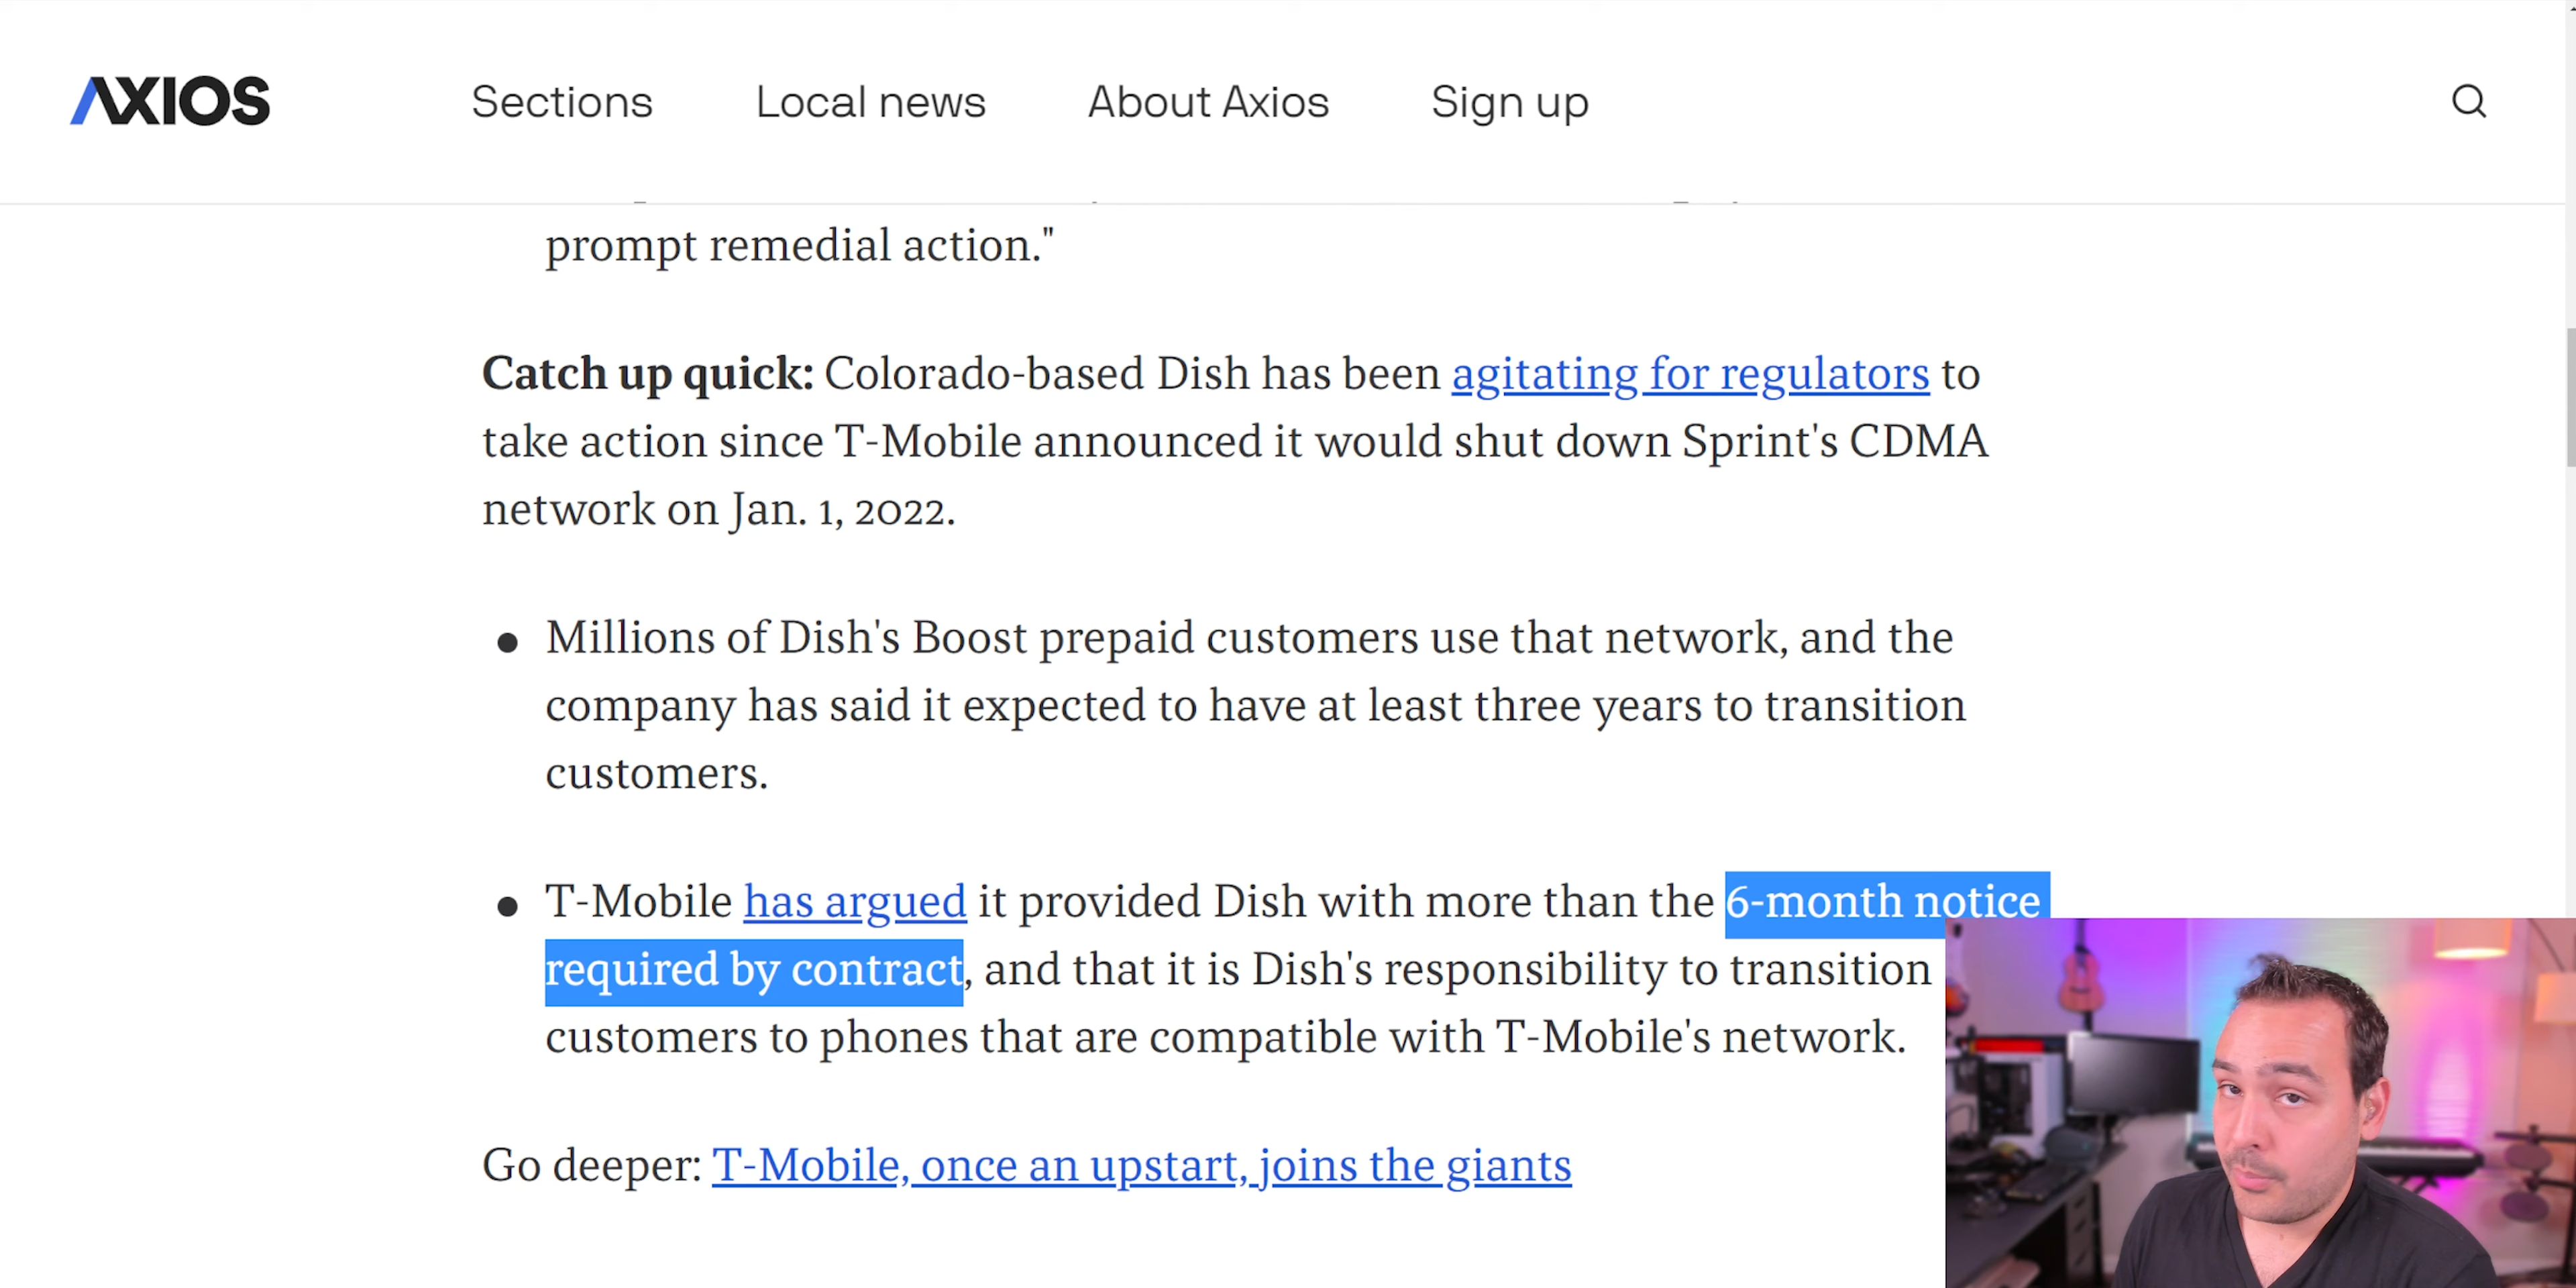 AXIOS
Sections
Local news
About Axios
Sign up
prompt remedial action."
Catch up quick: Colorado-based Dish has been agitating for regulators to
take action since T-Mobile announced it would shut down Sprint's CDMA
network on Jan. 1, 2022.
Millions of Dish's Boost prepaid customers use that network, and the
company has said it expected to have at least three years to transition
customers.
T-Mobile has argued it provided Dish with more than the 6-month notice
required by contract, and that it is Dish's responsibility to transition
customers to phones that are compatible with T-Mobile's network.
Go deeper: T-Mobile, once an upstart, joins the giants